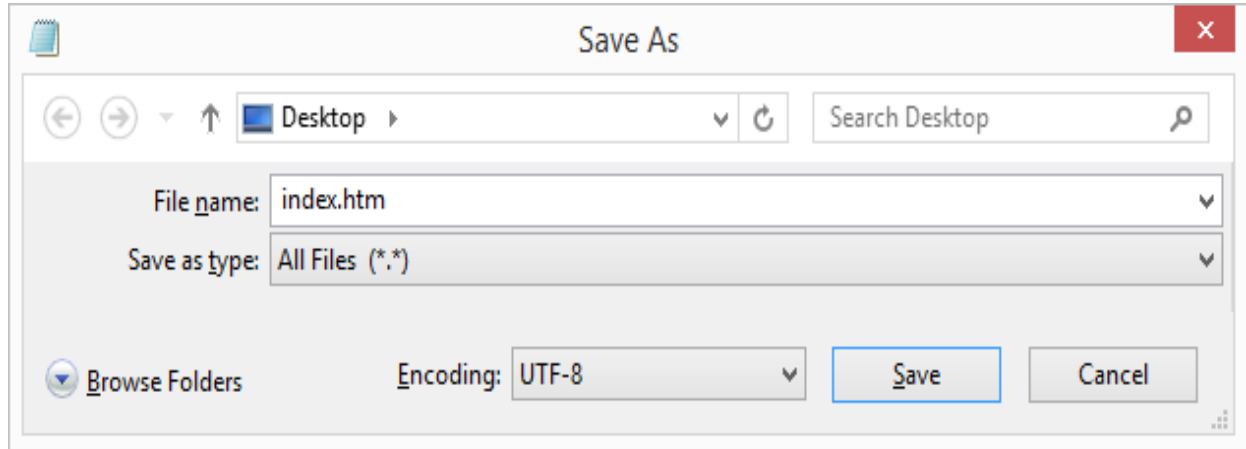 Save As
Desktop
Search Desktop
File name: index.htm
Save as type: All Files (*.*)
Browse Folders Encoding: UTF-8 Save Cancel